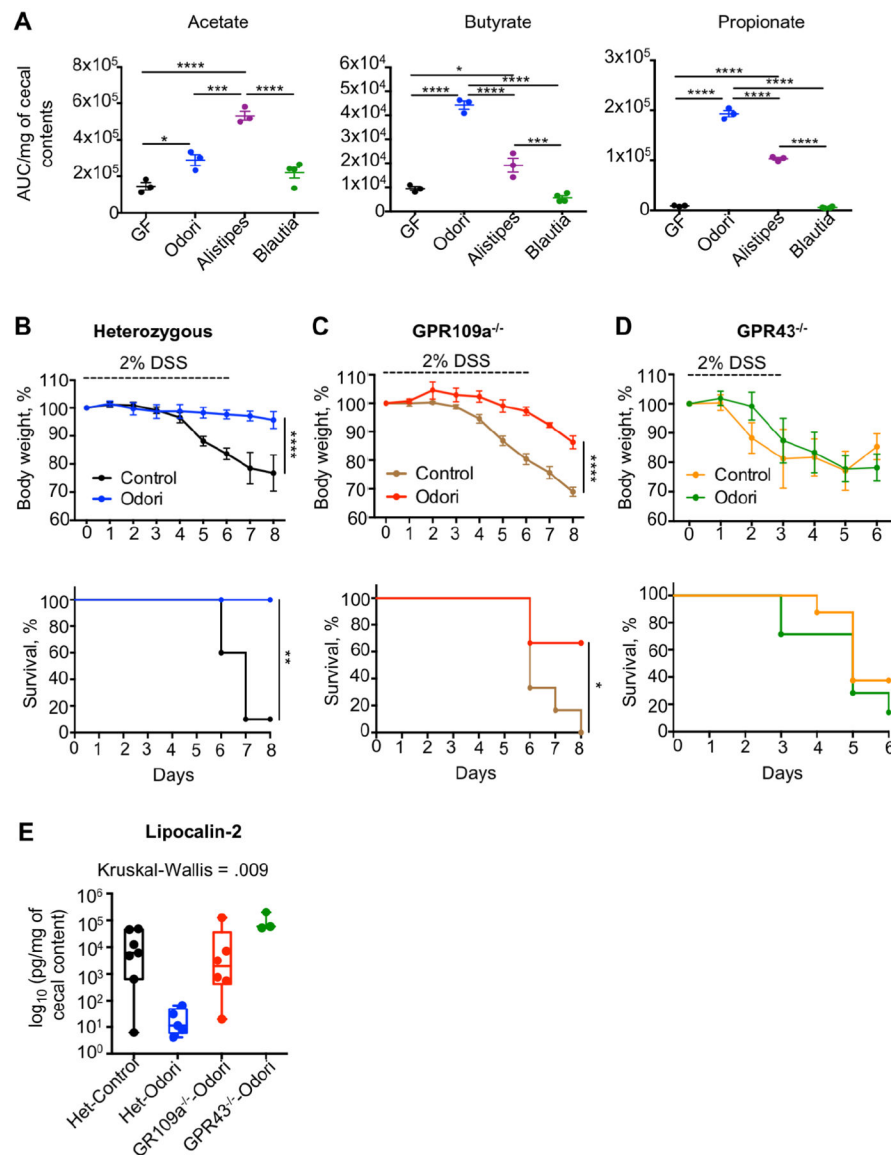 A
Acetate
Butyrate
Propionate
AUC/mg of cecal contents
8x10⁵
6x10⁵
4x10⁵
2x10⁵
0
****
***
****
*
GF
Odori
Alistipes
Blautia
5x10⁴
4x10⁴
3x10⁴
2x10⁴
1x10⁴
0
*
****
****
****
***
GF
Odori
Alistipes
Blautia
3x10⁵
2x10⁵
1x10⁵
0
****
****
****
****
****
GF
Odori
Alistipes
Blautia
B
Heterozygous
2% DSS
Body weight, %
110
100
90
80
70
60
Control
Odori
****
0 1 2 3 4 5 6 7 8
Survival, %
100
80
60
40
20
0
**
0 1 2 3 4 5 6 7 8
Days
C
GPR109a⁻/⁻
2% DSS
Body weight, %
110
100
90
80
70
60
Control
Odori
****
0 1 2 3 4 5 6 7 8
Survival, %
100
80
60
40
20
0
*
0 1 2 3 4 5 6 7 8
Days
D
GPR43⁻/⁻
2% DSS
Body weight, %
110
100
90
80
70
60
Control
Odori
0 1 2 3 4 5 6
Survival, %
100
80
60
40
20
0
0 1 2 3 4 5 6
Days
E
Lipocalin-2
Kruskal-Wallis = .009
log₁₀ (pg/mg of cecal content)
10⁶
10⁵
10⁴
10³
10²
10¹
10⁰
Het-Control
Het-Odori
GR109a⁻/⁻-Odori
GPR43⁻/⁻-Odori